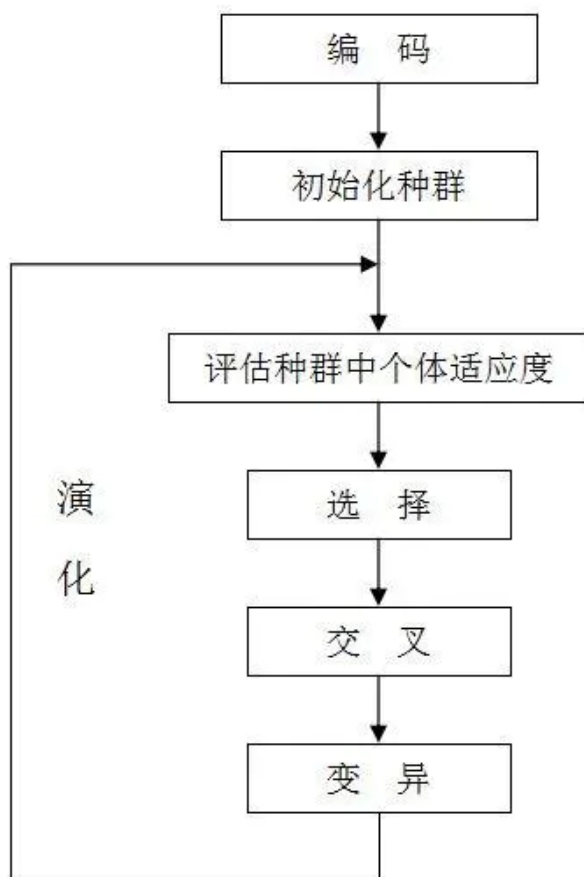 编 码
初始化种群
评估种群中个体适应度
选 择
演
化
交 叉
变 异